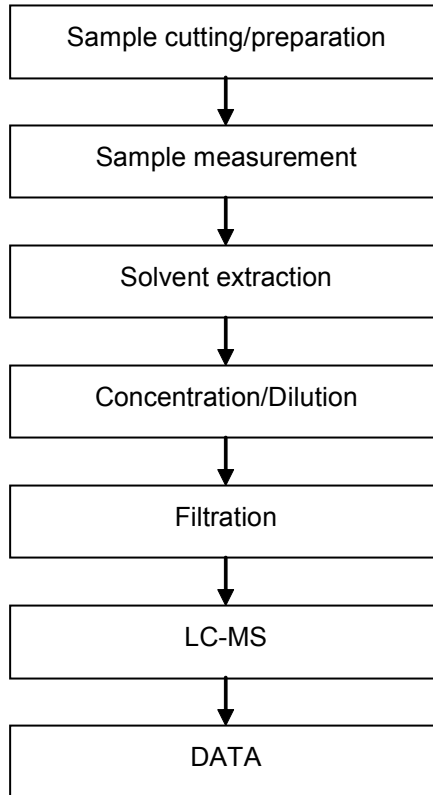 Sample cutting/preparation
Sample measurement
Solvent extraction
Concentration/Dilution
Filtration
LC-MS
DATA